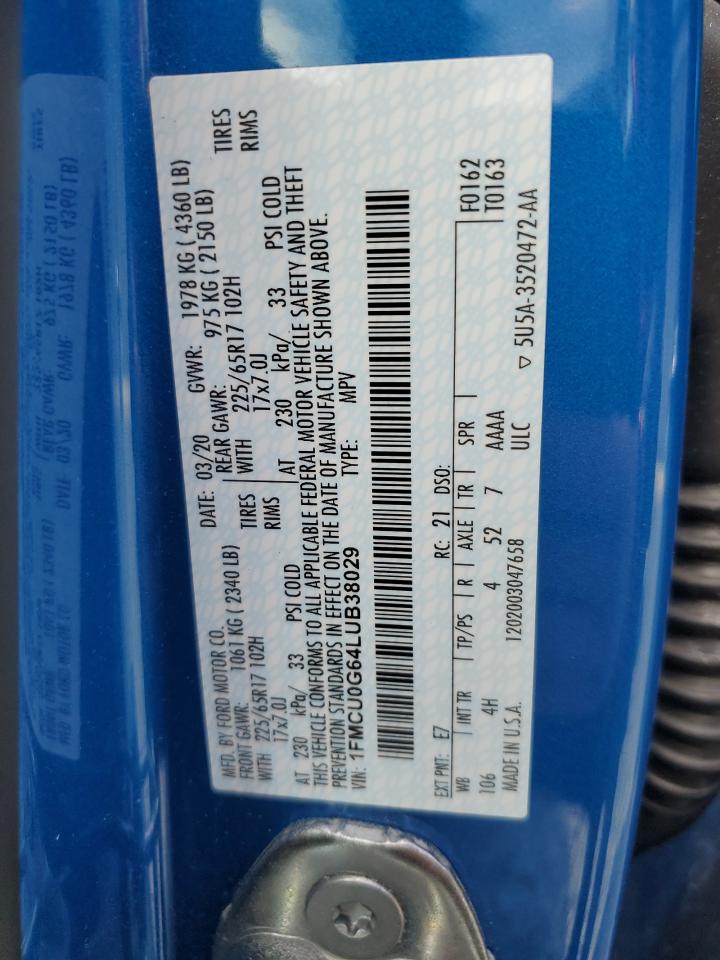 MFD. BY FORD MOTOR CO.
DATE: 03/20 GVWR: 1978 KG ( 4360 LB)
FRONT GAWR: 1061 KG ( 2340 LB) REAR GAWR: 975 KG ( 2150 LB)
WITH 225/65R17 102H TIRES WITH 225/65R17 102H TIRES
17x7.0J RIMS 17x7.0J RIMS
AT 230 kPa/ 33 PSI COLD AT 230 kPa/ 33 PSI COLD
THIS VEHICLE CONFORMS TO ALL APPLICABLE FEDERAL MOTOR VEHICLE SAFETY AND THEFT
PREVENTION STANDARDS IN EFFECT ON THE DATE OF MANUFACTURE SHOWN ABOVE.
VIN: 1FMCU0G64LUB38029 TYPE: MPV
EXT PNT: E7 RC: 21 DSO: F0162
WB INT TR TP/PS R AXLE TR SPR T0163
106 4H 4 52 7 AAAA
MADE IN U.S.A. 1202003047658 ULC ▽ 5U5A-3520472-AA